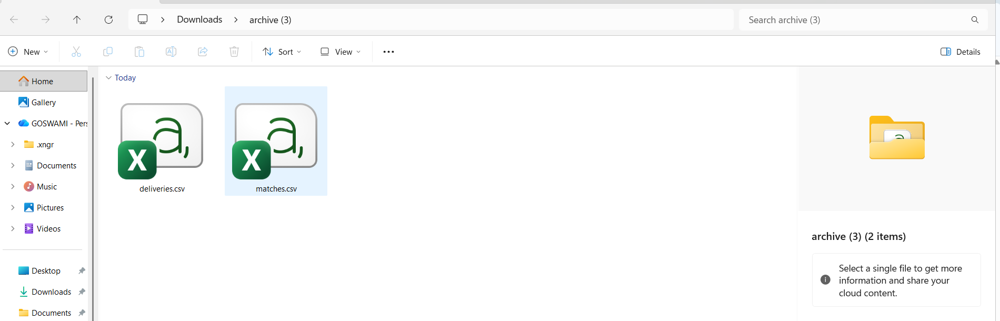 Downloads > archive (3)
Search archive (3)
New
Sort
View
Details
Home
Gallery
GOSWAMI - Pers
.xngr
Documents
Music
Pictures
Videos
Desktop
Downloads
Documents
Today
a,
X
deliveries.csv
a,
X
matches.csv
a
archive (3) (2 items)
Select a single file to get more
information and share your
cloud content.